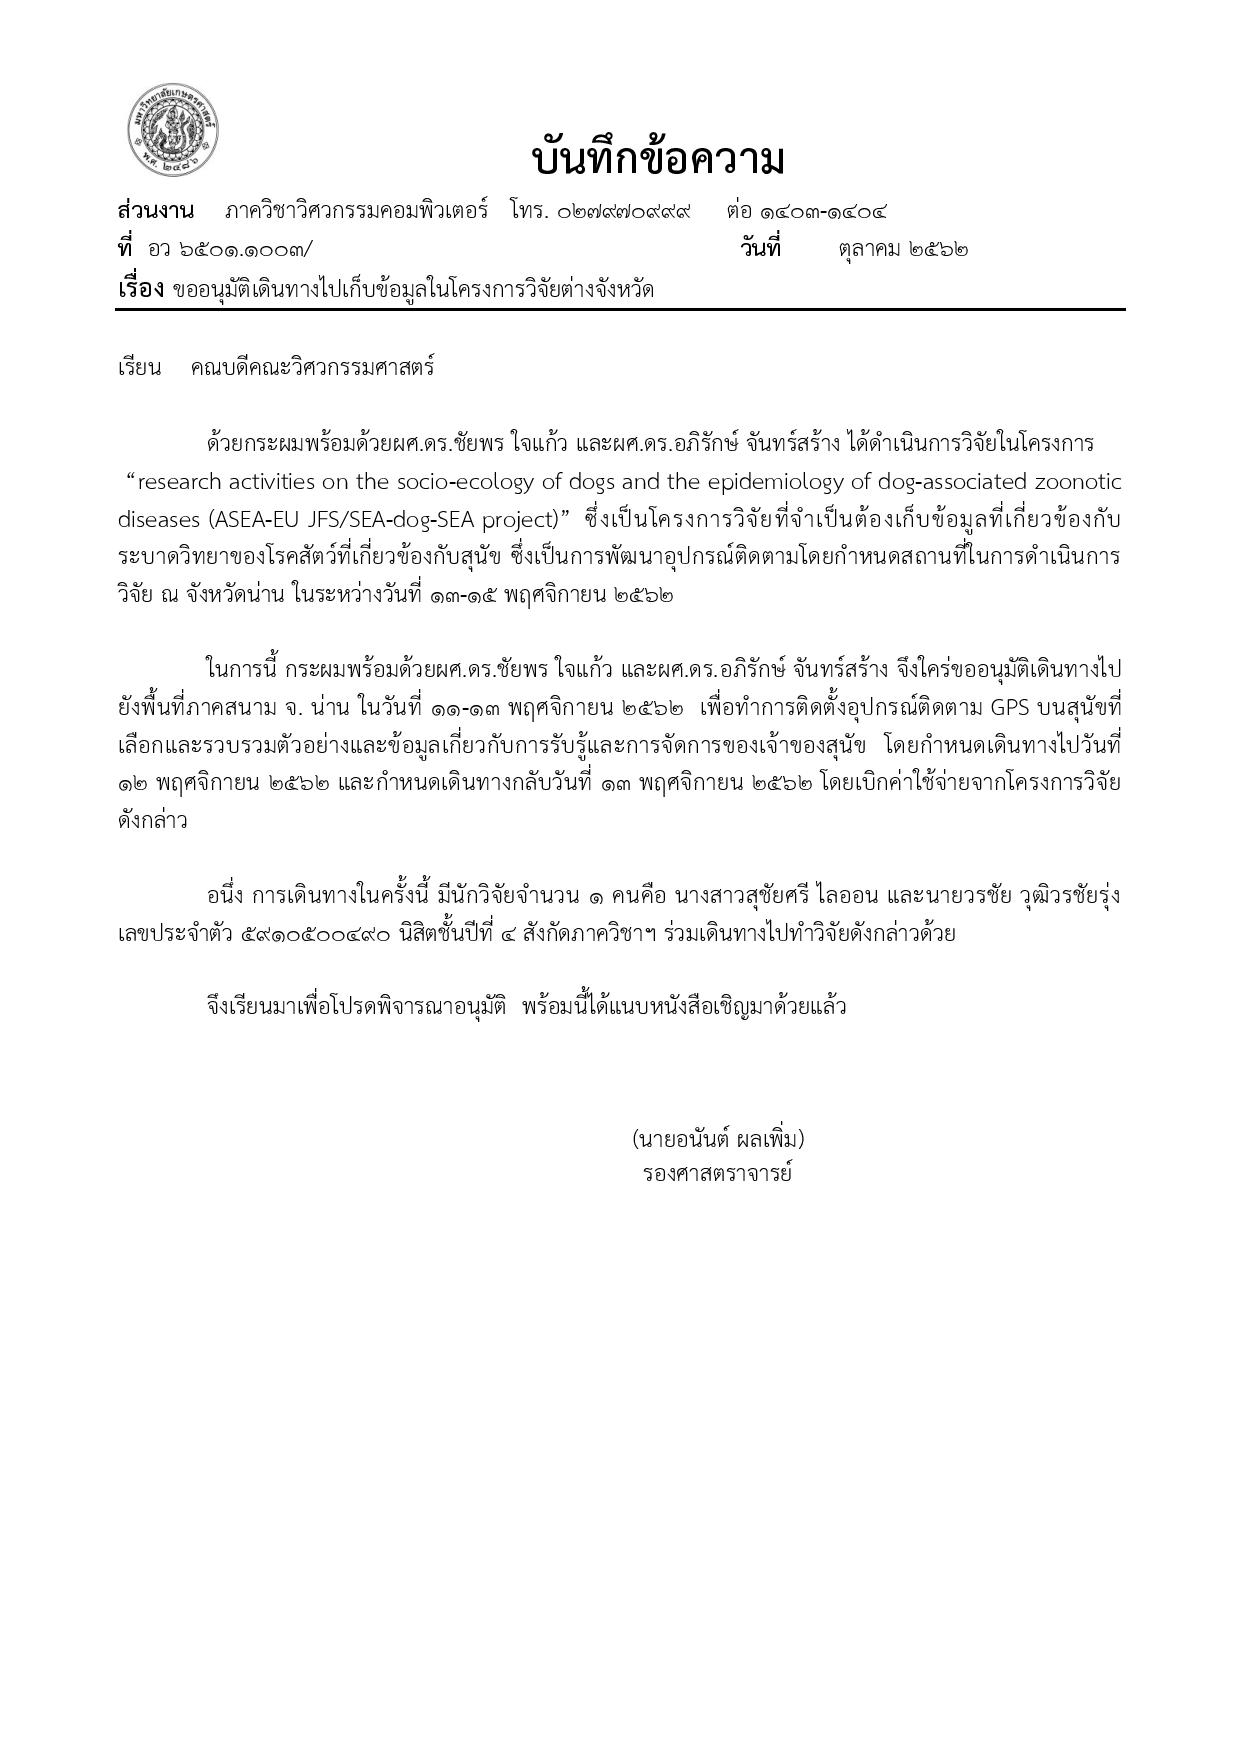 มหาวิทยาลัยเกษตรศาสตร์
พ.ศ. ๒๔๘๖
บันทึกข้อความ
ส่วนงาน ภาควิชาวิศวกรรมคอมพิวเตอร์ โทร. ๐๒๗๙๗๐๙๙๙ ต่อ ๑๔๐๓-๑๔๐๔
ที่ อว ๖๕๐๑.๑๐๐๓/ วันที่ ตุลาคม ๒๕๖๒
เรื่อง ขออนุมัติเดินทางไปเก็บข้อมูลในโครงการวิจัยต่างจังหวัด
เรียน คณบดีคณะวิศวกรรมศาสตร์
ด้วยกระผมพร้อมด้วยผศ.ดร.ชัยพร ใจแก้ว และผศ.ดร.อภิรักษ์ จันทร์สร้าง ได้ดำเนินการวิจัยในโครงการ
“research activities on the socio-ecology of dogs and the epidemiology of dog-associated zoonotic
diseases (ASEA-EU JFS/SEA-dog-SEA project)” ซึ่งเป็นโครงการวิจัยที่จำเป็นต้องเก็บข้อมูลที่เกี่ยวข้องกับ
ระบาดวิทยาของโรคสัตว์ที่เกี่ยวข้องกับสุนัข ซึ่งเป็นการพัฒนาอุปกรณ์ติดตามโดยกำหนดสถานที่ในการดำเนินการ
วิจัย ณ จังหวัดน่าน ในระหว่างวันที่ ๑๓-๑๕ พฤศจิกายน ๒๕๖๒
ในการนี้ กระผมพร้อมด้วยผศ.ดร.ชัยพร ใจแก้ว และผศ.ดร.อภิรักษ์ จันทร์สร้าง จึงใคร่ขออนุมัติเดินทางไป
ยังพื้นที่ภาคสนาม จ. น่าน ในวันที่ ๑๑-๑๓ พฤศจิกายน ๒๕๖๒ เพื่อทำการติดตั้งอุปกรณ์ติดตาม GPS บนสุนัขที่
เลือกและรวบรวมตัวอย่างและข้อมูลเกี่ยวกับการรับรู้และการจัดการของเจ้าของสุนัข โดยกำหนดเดินทางไปวันที่
๑๒ พฤศจิกายน ๒๕๖๒ และกำหนดเดินทางกลับวันที่ ๑๓ พฤศจิกายน ๒๕๖๒ โดยเบิกค่าใช้จ่ายจากโครงการวิจัย
ดังกล่าว
อนึ่ง การเดินทางในครั้งนี้ มีนักวิจัยจำนวน ๑ คนคือ นางสาวสุชัยศรี ไลออน และนายวรชัย วุฒิวรชัยรุ่ง
เลขประจำตัว ๕๙๑๐๕๐๐๔๙๐ นิสิตชั้นปีที่ ๔ สังกัดภาควิชาฯ ร่วมเดินทางไปทำวิจัยดังกล่าวด้วย
จึงเรียนมาเพื่อโปรดพิจารณาอนุมัติ พร้อมนี้ได้แนบหนังสือเชิญมาด้วยแล้ว
(นายอนันต์ ผลเพิ่ม)
รองศาสตราจารย์